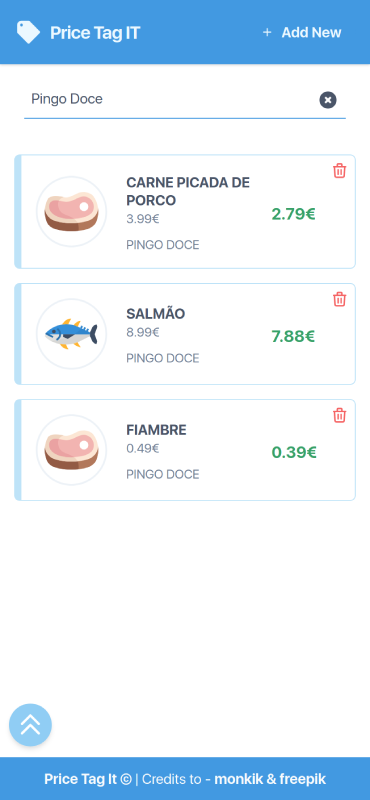 Price Tag IT
+ Add New
Pingo Doce
CARNE PICADA DE
PORCO
3.99€
2.79€
PINGO DOCE
SALMÃO
8.99€
7.88€
PINGO DOCE
FIAMBRE
0.49€
0.39€
PINGO DOCE
Price Tag It © | Credits to - monkik & freepik